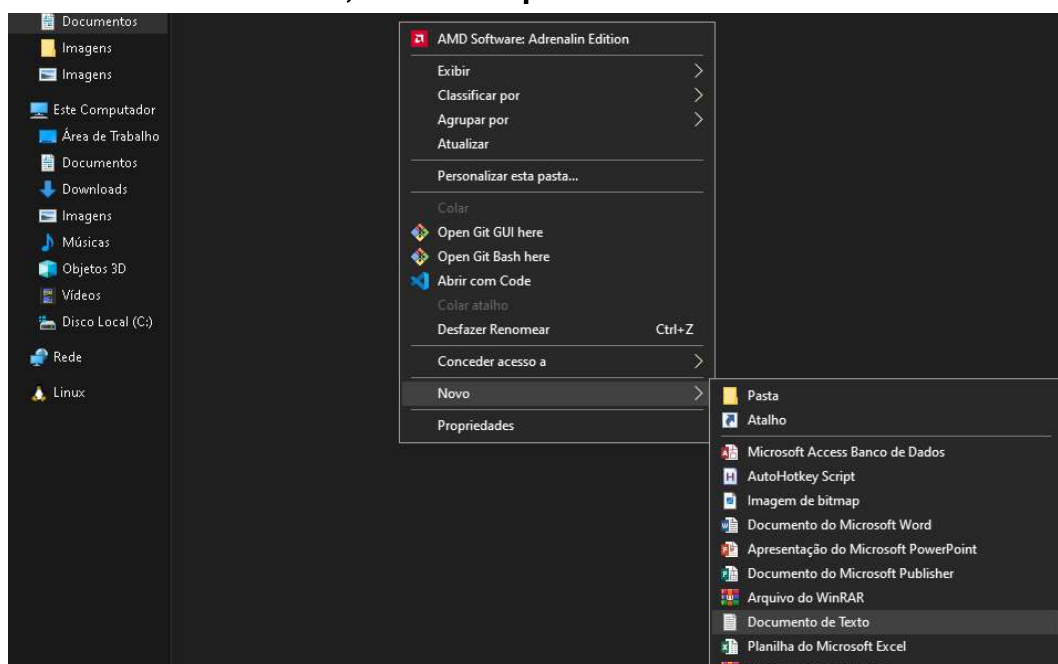 Documentos
Imagens
Imagens
Este Computador
Área de Trabalho
Documentos
Downloads
Imagens
Músicas
Objetos 3D
Vídeos
Disco Local (C:)
Rede
Linux
AMD Software: Adrenalin Edition
Exibir
Classificar por
Agrupar por
Atualizar
Personalizar esta pasta...
Colar
Open Git GUI here
Open Git Bash here
Abrir com Code
Colar atalho
Desfazer Renomear Ctrl+Z
Conceder acesso a
Novo
Propriedades
Pasta
Atalho
Microsoft Access Banco de Dados
AutoHotkey Script
Imagem de bitmap
Documento do Microsoft Word
Apresentação do Microsoft PowerPoint
Documento do Microsoft Publisher
Arquivo do WinRAR
Documento de Texto
Planilha do Microsoft Excel